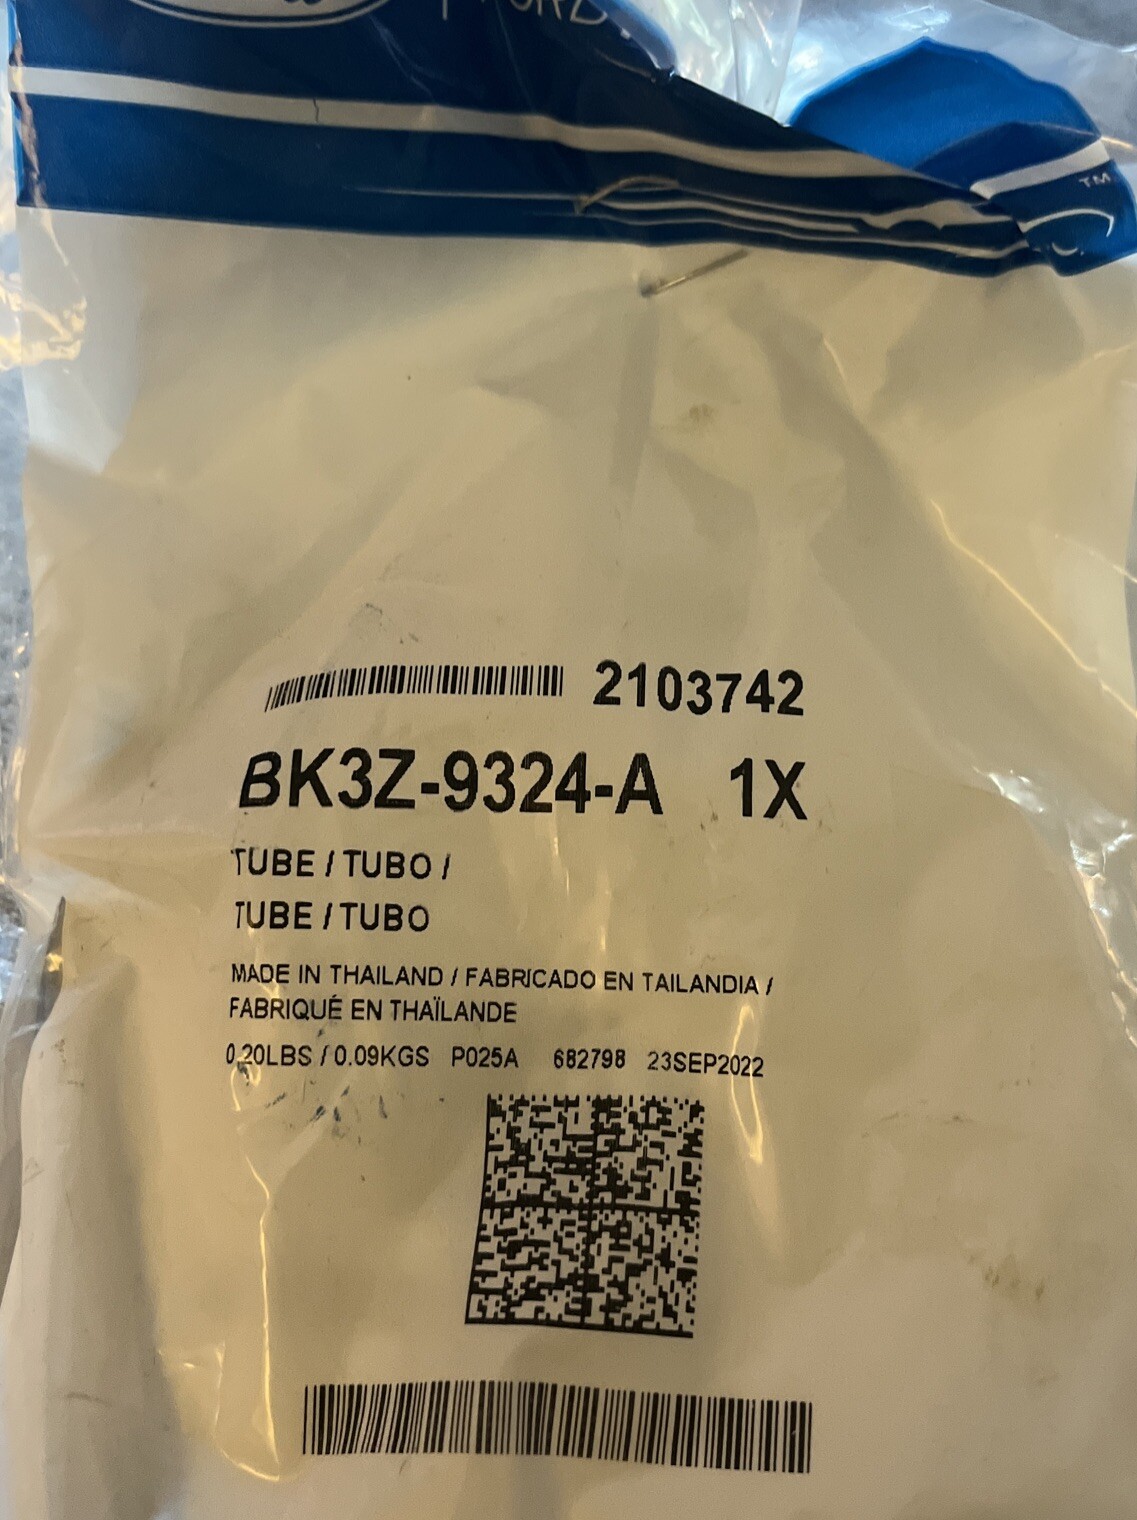 TM
2103742
BK3Z-9324-A 1X
TUBE / TUBO /
TUBE / TUBO
MADE IN THAILAND / FABRICADO EN TAILANDIA /
FABRIQUÉ EN THAÏLANDE
0.20LBS / 0.09KGS P025A 682798 23SEP2022